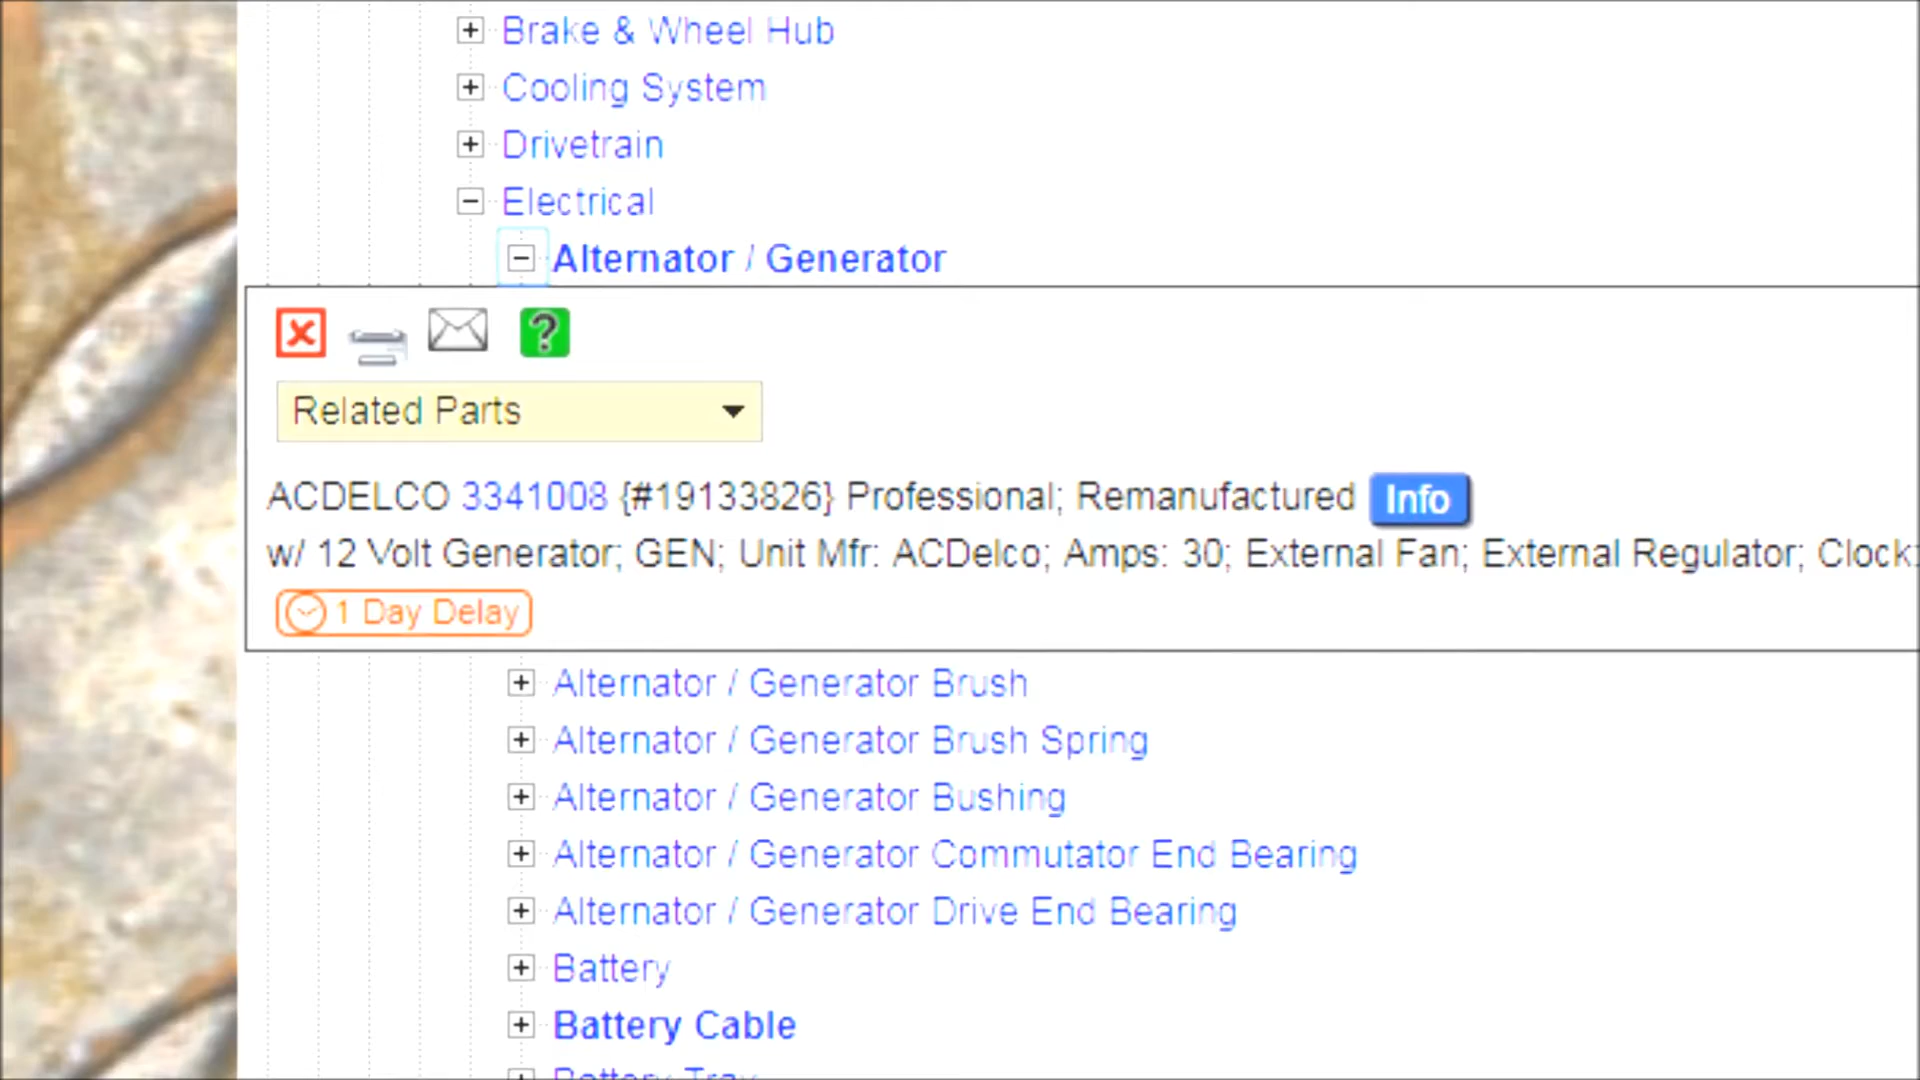 Brake & Wheel Hub
Cooling System
Drivetrain
Electrical
Alternator / Generator
Related Parts
ACDELCO 3341008 {#19133826} Professional; Remanufactured Info
w/ 12 Volt Generator; GEN; Unit Mfr: ACDelco; Amps: 30; External Fan; External Regulator; Clock:
1 Day Delay
Alternator / Generator Brush
Alternator / Generator Brush Spring
Alternator / Generator Bushing
Alternator / Generator Commutator End Bearing
Alternator / Generator Drive End Bearing
Battery
Battery Cable
Battery Tray